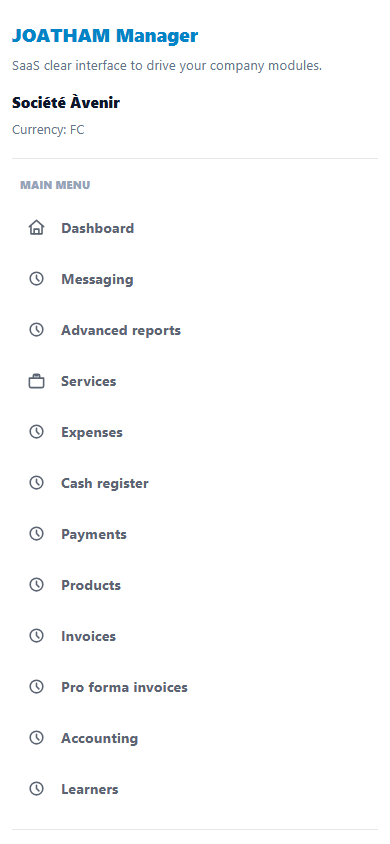 JOATHAM Manager
SaaS clear interface to drive your company modules.
Société Àvenir
Currency: FC
MAIN MENU
Dashboard
Messaging
Advanced reports
Services
Expenses
Cash register
Payments
Products
Invoices
Pro forma invoices
Accounting
Learners